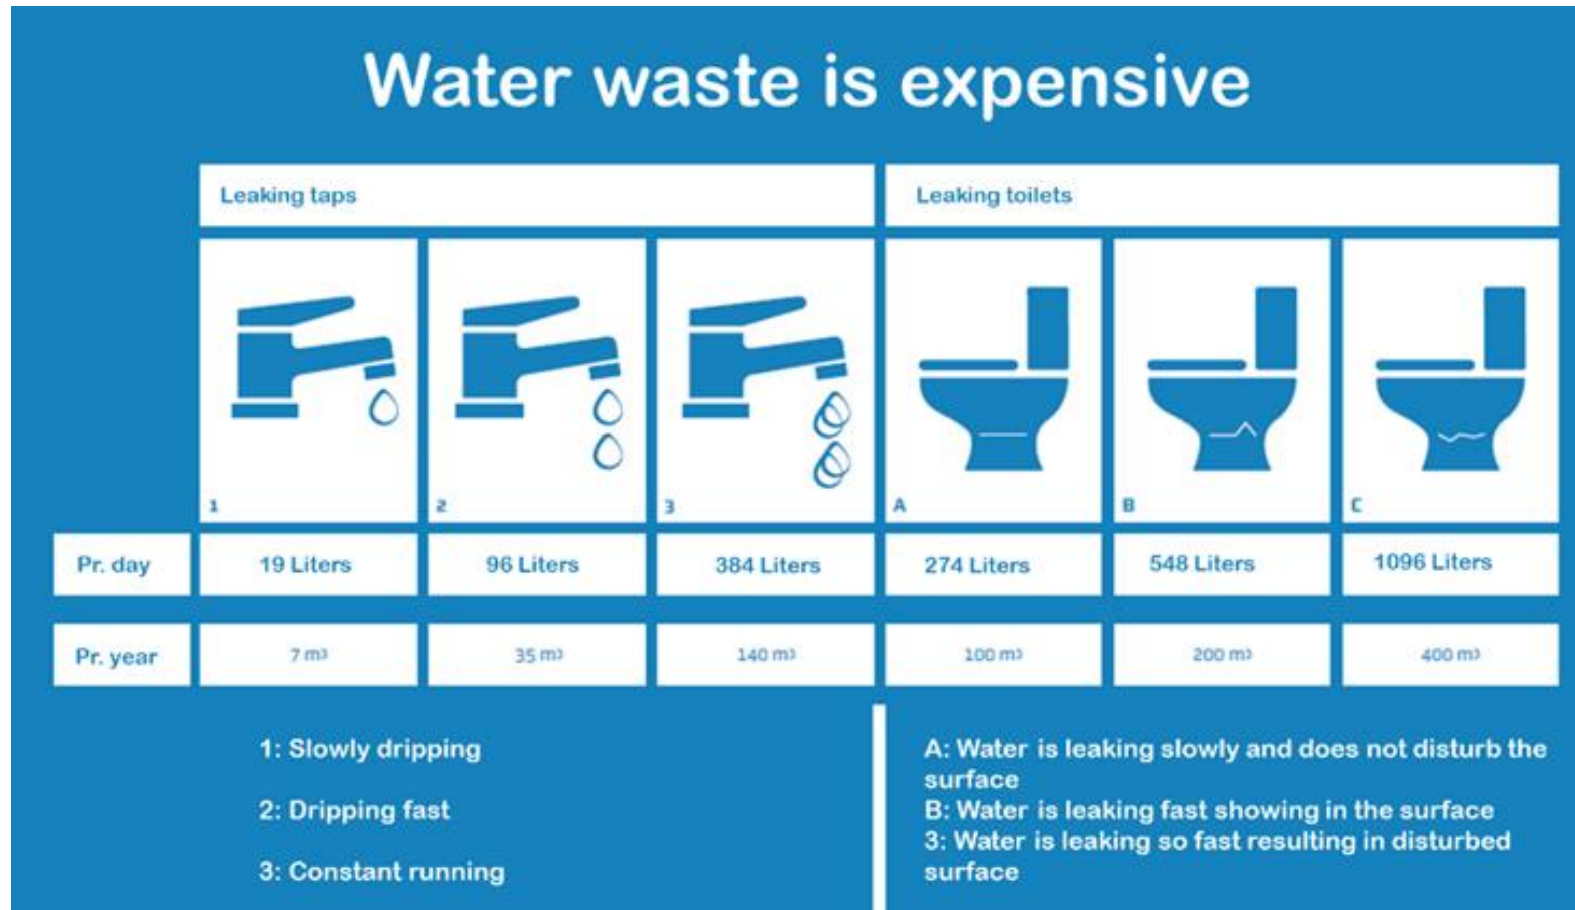 Water waste is expensive
Leaking taps
Leaking toilets
1
2
3
A
B
C
Pr. day
19 Liters
96 Liters
384 Liters
274 Liters
548 Liters
1096 Liters
Pr. year
7 m³
35 m³
140 m³
100 m³
200 m³
400 m³
1: Slowly dripping
2: Dripping fast
3: Constant running
A: Water is leaking slowly and does not disturb the
surface
B: Water is leaking fast showing in the surface
3: Water is leaking so fast resulting in disturbed
surface